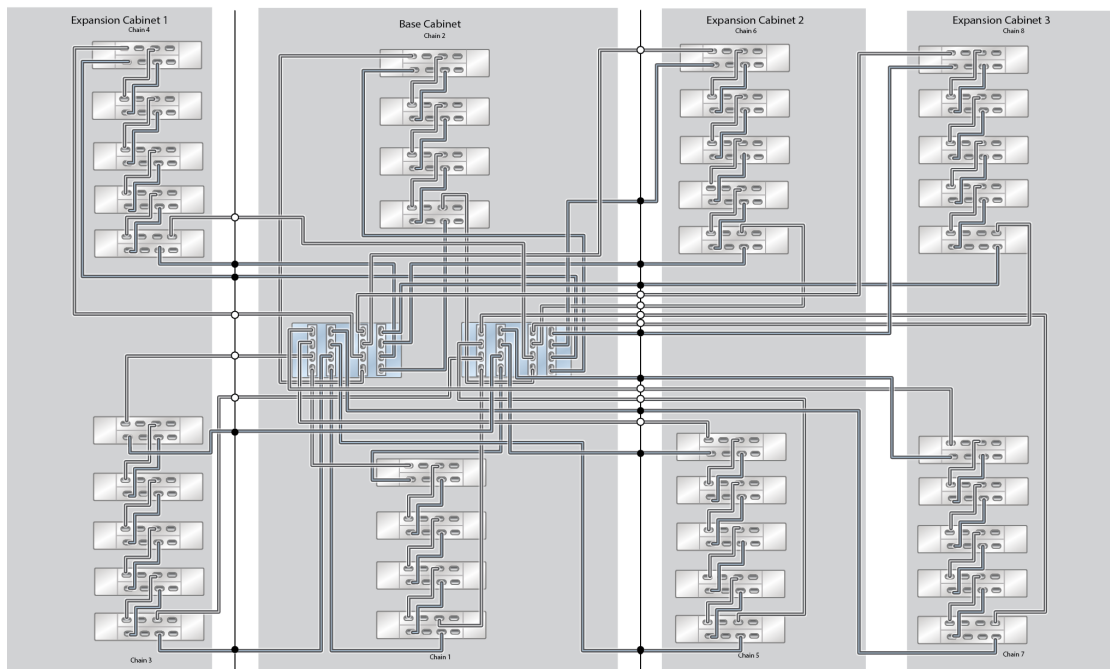 Expansion Cabinet 1
Chain 4
Base Cabinet
Chain 2
Expansion Cabinet 2
Chain 6
Expansion Cabinet 3
Chain 8
Chain 3
Chain 1
Chain 5
Chain 7